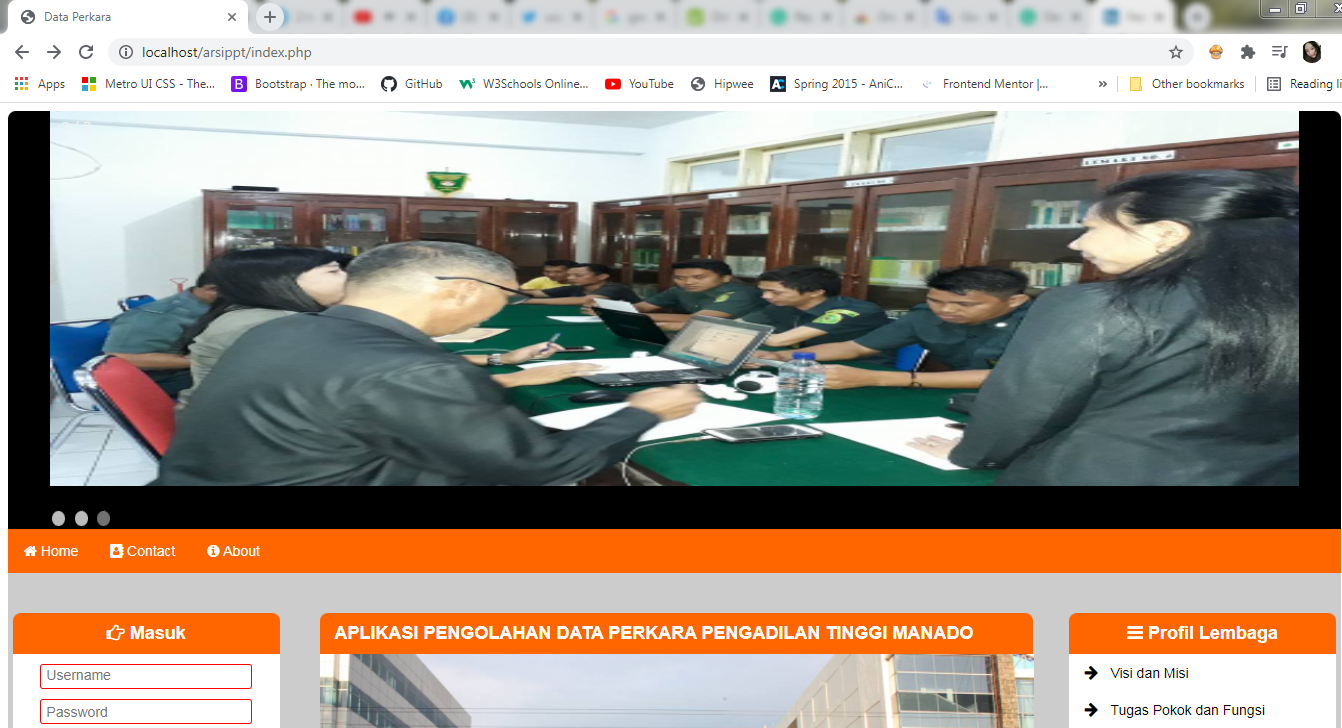 Data Perkara
localhost/arsippt/index.php
Apps
Metro UI CSS - The...
Bootstrap · The mo...
GitHub
W3Schools Online...
YouTube
Hipwee
Spring 2015 - AniC...
Frontend Mentor |...
»
Other bookmarks
Reading li
Home
Contact
About
Masuk
Username
Password
APLIKASI PENGOLAHAN DATA PERKARA PENGADILAN TINGGI MANADO
Profil Lembaga
Visi dan Misi
Tugas Pokok dan Fungsi